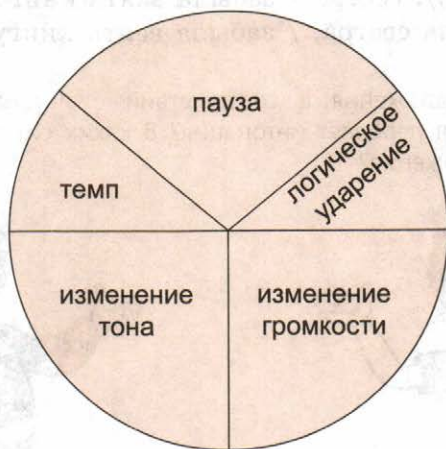 пауза
темп
логическое
ударение
изменение
тона
изменение
громкости